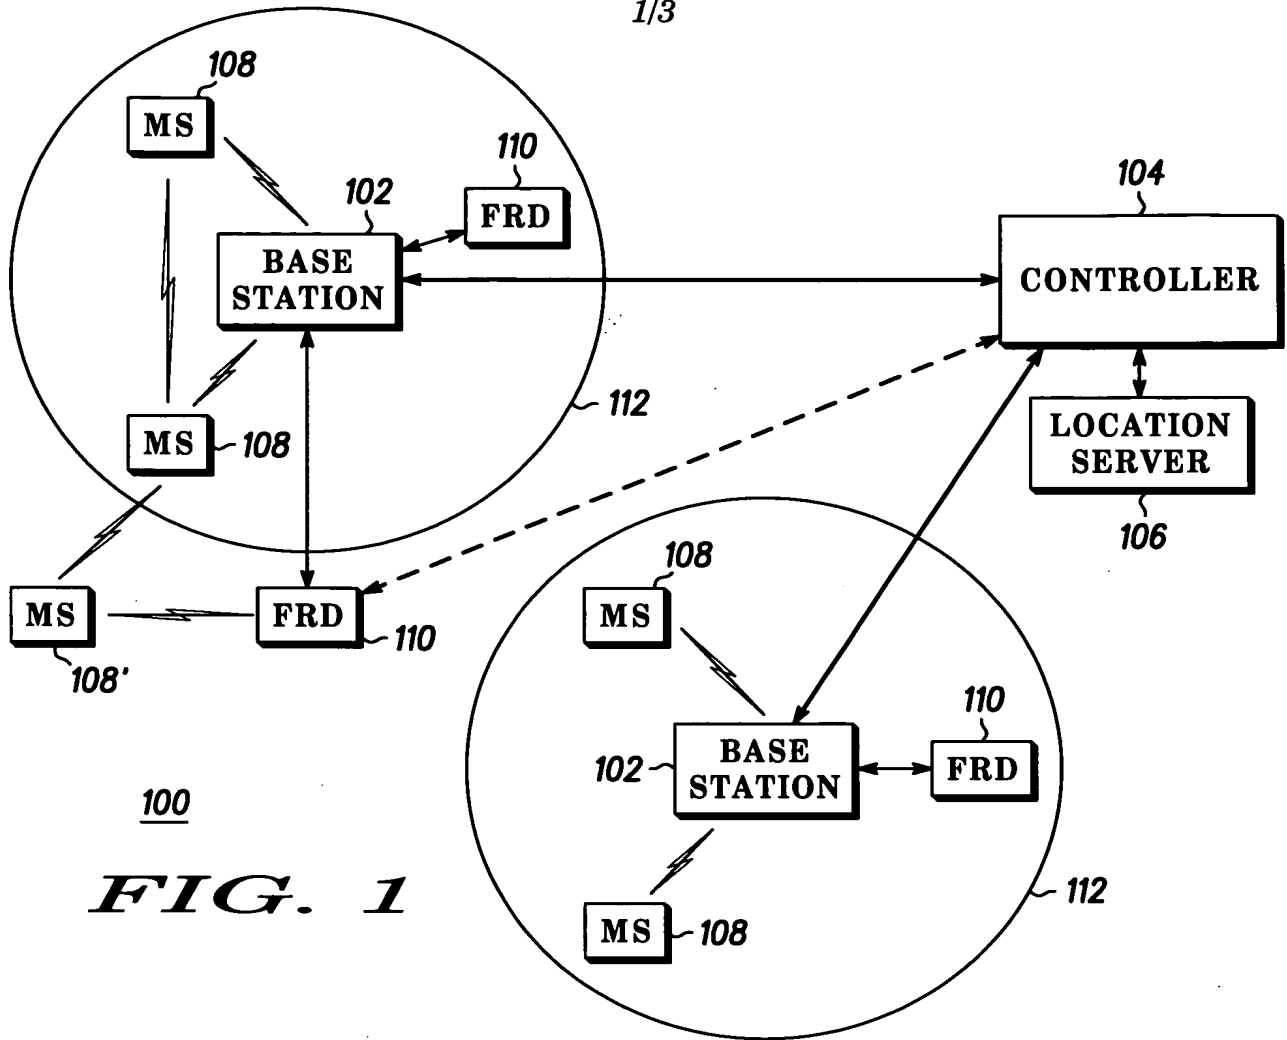 1/3
108
MS
110
FRD
102
BASE
STATION
104
CONTROLLER
112
MS
108
LOCATION
SERVER
106
108
MS
MS
108'
FRD
110
110
102
BASE
STATION
FRD
100
112
MS
108
FIG. 1